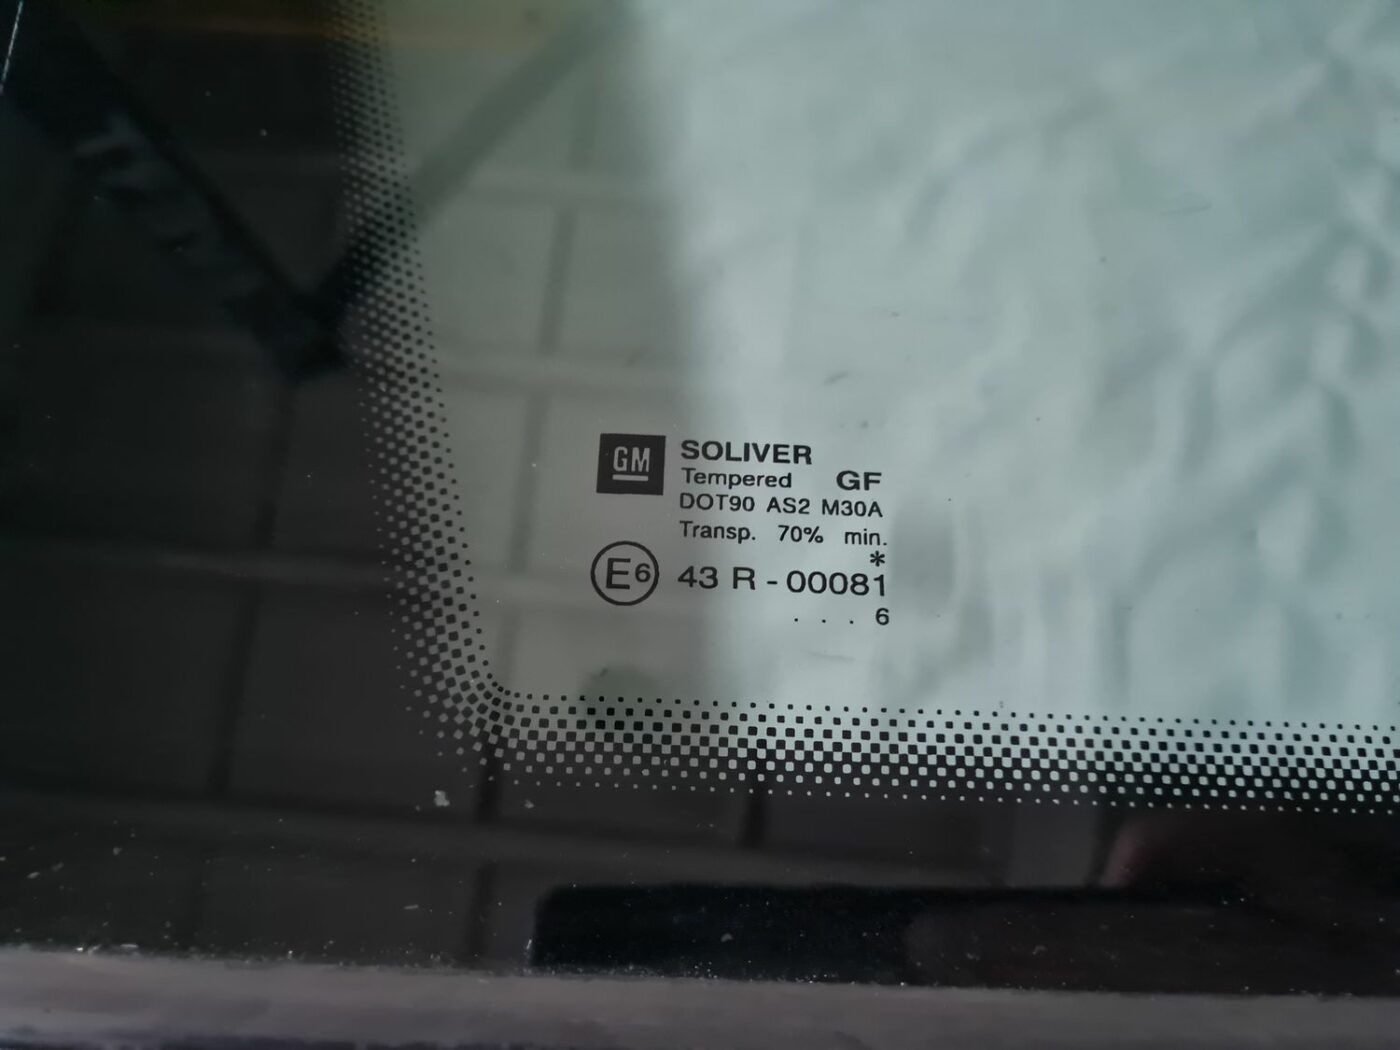 GM
SOLIVER
Tempered GF
DOT90 AS2 M30A
Transp. 70% min.
*
E6 43 R - 00081
. . . 6